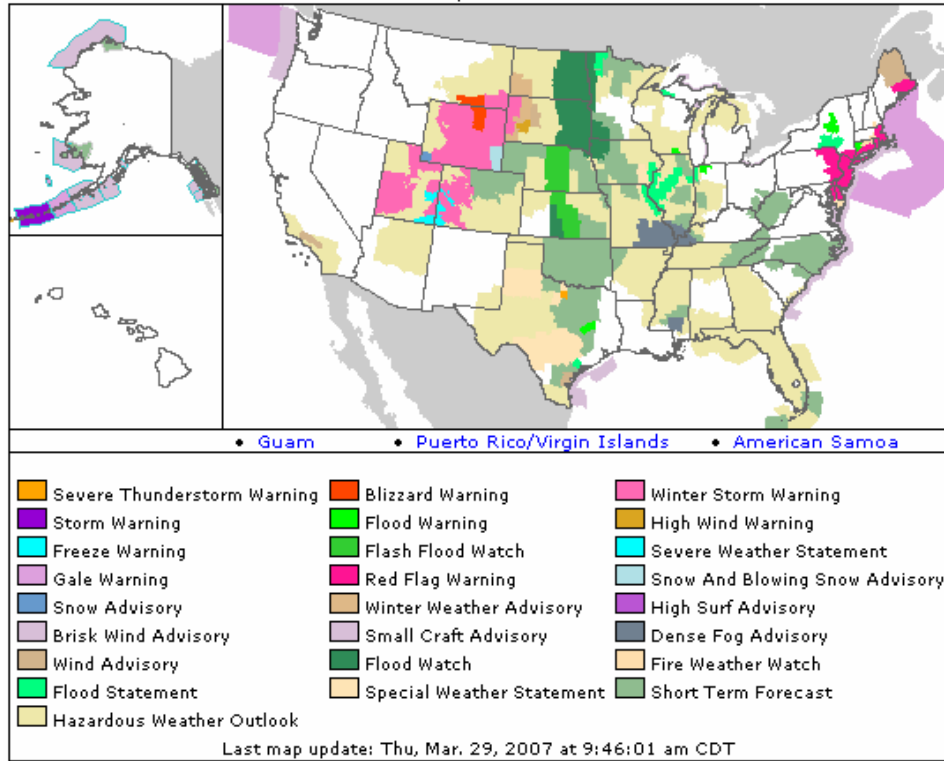 • Guam • Puerto Rico/Virgin Islands • American Samoa
Severe Thunderstorm Warning Blizzard Warning Winter Storm Warning
Storm Warning Flood Warning High Wind Warning
Freeze Warning Flash Flood Watch Severe Weather Statement
Gale Warning Red Flag Warning Snow And Blowing Snow Advisory
Snow Advisory Winter Weather Advisory High Surf Advisory
Brisk Wind Advisory Small Craft Advisory Dense Fog Advisory
Wind Advisory Flood Watch Fire Weather Watch
Flood Statement Special Weather Statement Short Term Forecast
Hazardous Weather Outlook
Last map update: Thu, Mar. 29, 2007 at 9:46:01 am CDT